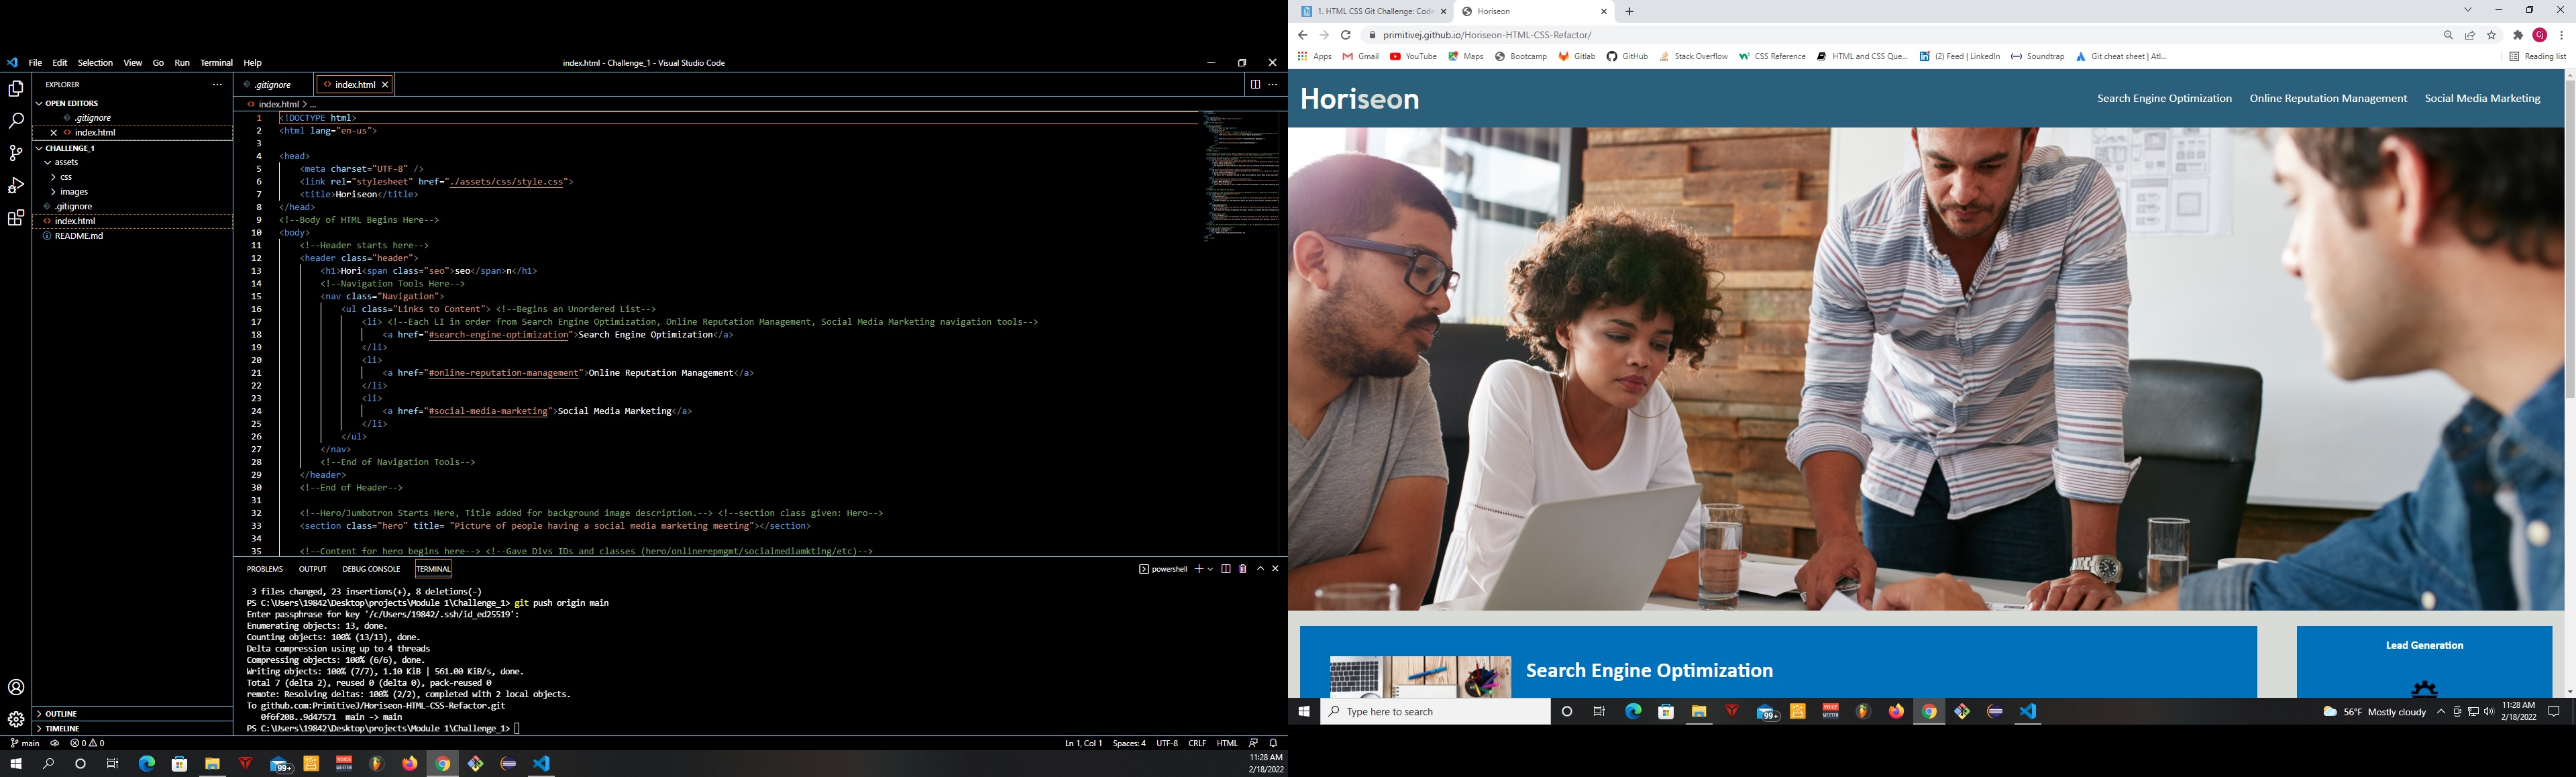 File Edit Selection View Go Run Terminal Help
index.html - Challenge_1 - Visual Studio Code
EXPLORER
OPEN EDITORS
.gitignore
index.html
CHALLENGE_1
assets
css
images
.gitignore
index.html
README.md
OUTLINE
TIMELINE
.gitignore
index.html
index.html > ...
1 <!DOCTYPE html>
2 <html lang="en-us">
3
4 <head>
5 <meta charset="UTF-8" />
6 <link rel="stylesheet" href="./assets/css/style.css">
7 <title>Horiseon</title>
8 </head>
9 <!--Body of HTML Begins Here-->
10 <body>
11 <!--Header starts here-->
12 <header class="header">
13 <h1>Hori<span class="seo">seo</span>n</h1>
14 <!--Navigation Tools Here-->
15 <nav class="Navigation">
16 <ul class="Links to Content"> <!--Begins an Unordered List-->
17 <li> <!--Each LI in order from Search Engine Optimization, Online Reputation Management, Social Media Marketing navigation tools-->
18 <a href="#search-engine-optimization">Search Engine Optimization</a>
19 </li>
20 <li>
21 <a href="#online-reputation-management">Online Reputation Management</a>
22 </li>
23 <li>
24 <a href="#social-media-marketing">Social Media Marketing</a>
25 </li>
26 </ul>
27 </nav>
28 <!--End of Navigation Tools-->
29 </header>
30 <!--End of Header-->
31
32 <!--Hero/Jumbotron Starts Here, Title added for background image description.--> <!--section class given: Hero-->
33 <section class="hero" title= "Picture of people having a social media marketing meeting"></section>
34
35 <!--Content for hero begins here--> <!--Gave Divs IDs and classes (hero/onlinerepmgmt/socialmediamkting/etc)-->
PROBLEMS OUTPUT DEBUG CONSOLE TERMINAL
powershell
3 files changed, 23 insertions(+), 8 deletions(-)
PS C:\Users\19842\Desktop\projects\Module 1\Challenge_1> git push origin main
Enter passphrase for key '/c/Users/19842/.ssh/id_ed25519':
Enumerating objects: 13, done.
Counting objects: 100% (13/13), done.
Delta compression using up to 4 threads
Compressing objects: 100% (6/6), done.
Writing objects: 100% (7/7), 1.10 KiB | 561.00 KiB/s, done.
Total 7 (delta 2), reused 0 (delta 0), pack-reused 0
remote: Resolving deltas: 100% (2/2), completed with 2 local objects.
To github.com:PrimitiveJ/Horiseon-HTML-CSS-Refactor.git
0f6f208..9d47571 main -> main
PS C:\Users\19842\Desktop\projects\Module 1\Challenge_1>
main 0 0
Ln 1, Col 1 Spaces: 4 UTF-8 CRLF HTML
99+
11:28 AM
2/18/2022
1. HTML CSS Git Challenge: Code
Horiseon
primitivej.github.io/Horiseon-HTML-CSS-Refactor/
Cj
Apps Gmail YouTube Maps Bootcamp Gitlab GitHub Stack Overflow CSS Reference HTML and CSS Que... (2) Feed | LinkedIn Soundtrap Git cheat sheet | Atl... Reading list
Horiseon
Search Engine Optimization Online Reputation Management Social Media Marketing
Search Engine Optimization
Lead Generation
Type here to search
99+
56°F Mostly cloudy
11:28 AM
2/18/2022